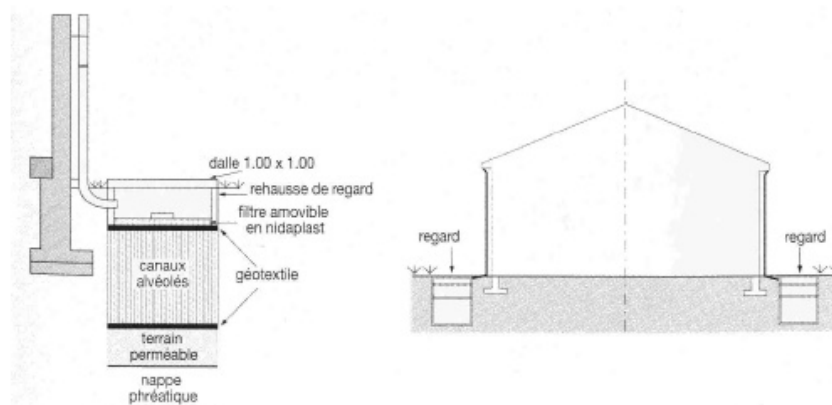 dalle 1.00 x 1.00
rehausse de regard
filtre amovible
en nidaplast
géotextile
canaux
alvéolés
terrain
perméable
nappe
phréatique
regard
regard